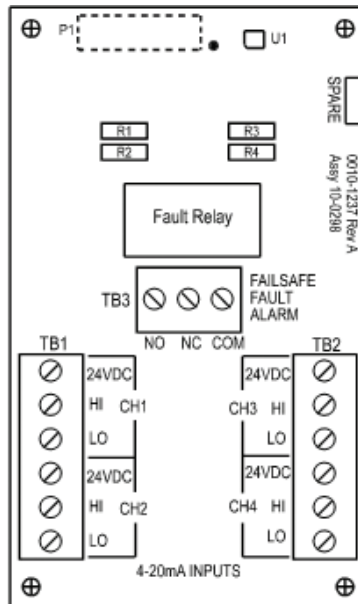 P1
U1
SPARE
R1
R3
R2
R4
0010-1237 Rev A
Assy 10-0298
Fault Relay
TB3
FAILSAFE
FAULT
ALARM
NO NC COM
TB1
TB2
24VDC
HI CH1
LO
24VDC
HI CH2
LO
24VDC
CH3 HI
LO
24VDC
CH4 HI
LO
4-20mA INPUTS